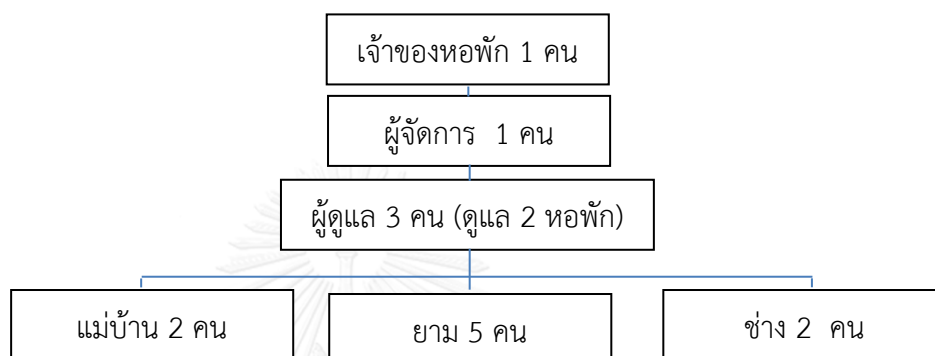 เจ้าของหอพัก 1 คน
ผู้จัดการ 1 คน
ผู้ดูแล 3 คน (ดูแล 2 หอพัก)
แม่บ้าน 2 คน
ยาม 5 คน
ช่าง 2 คน